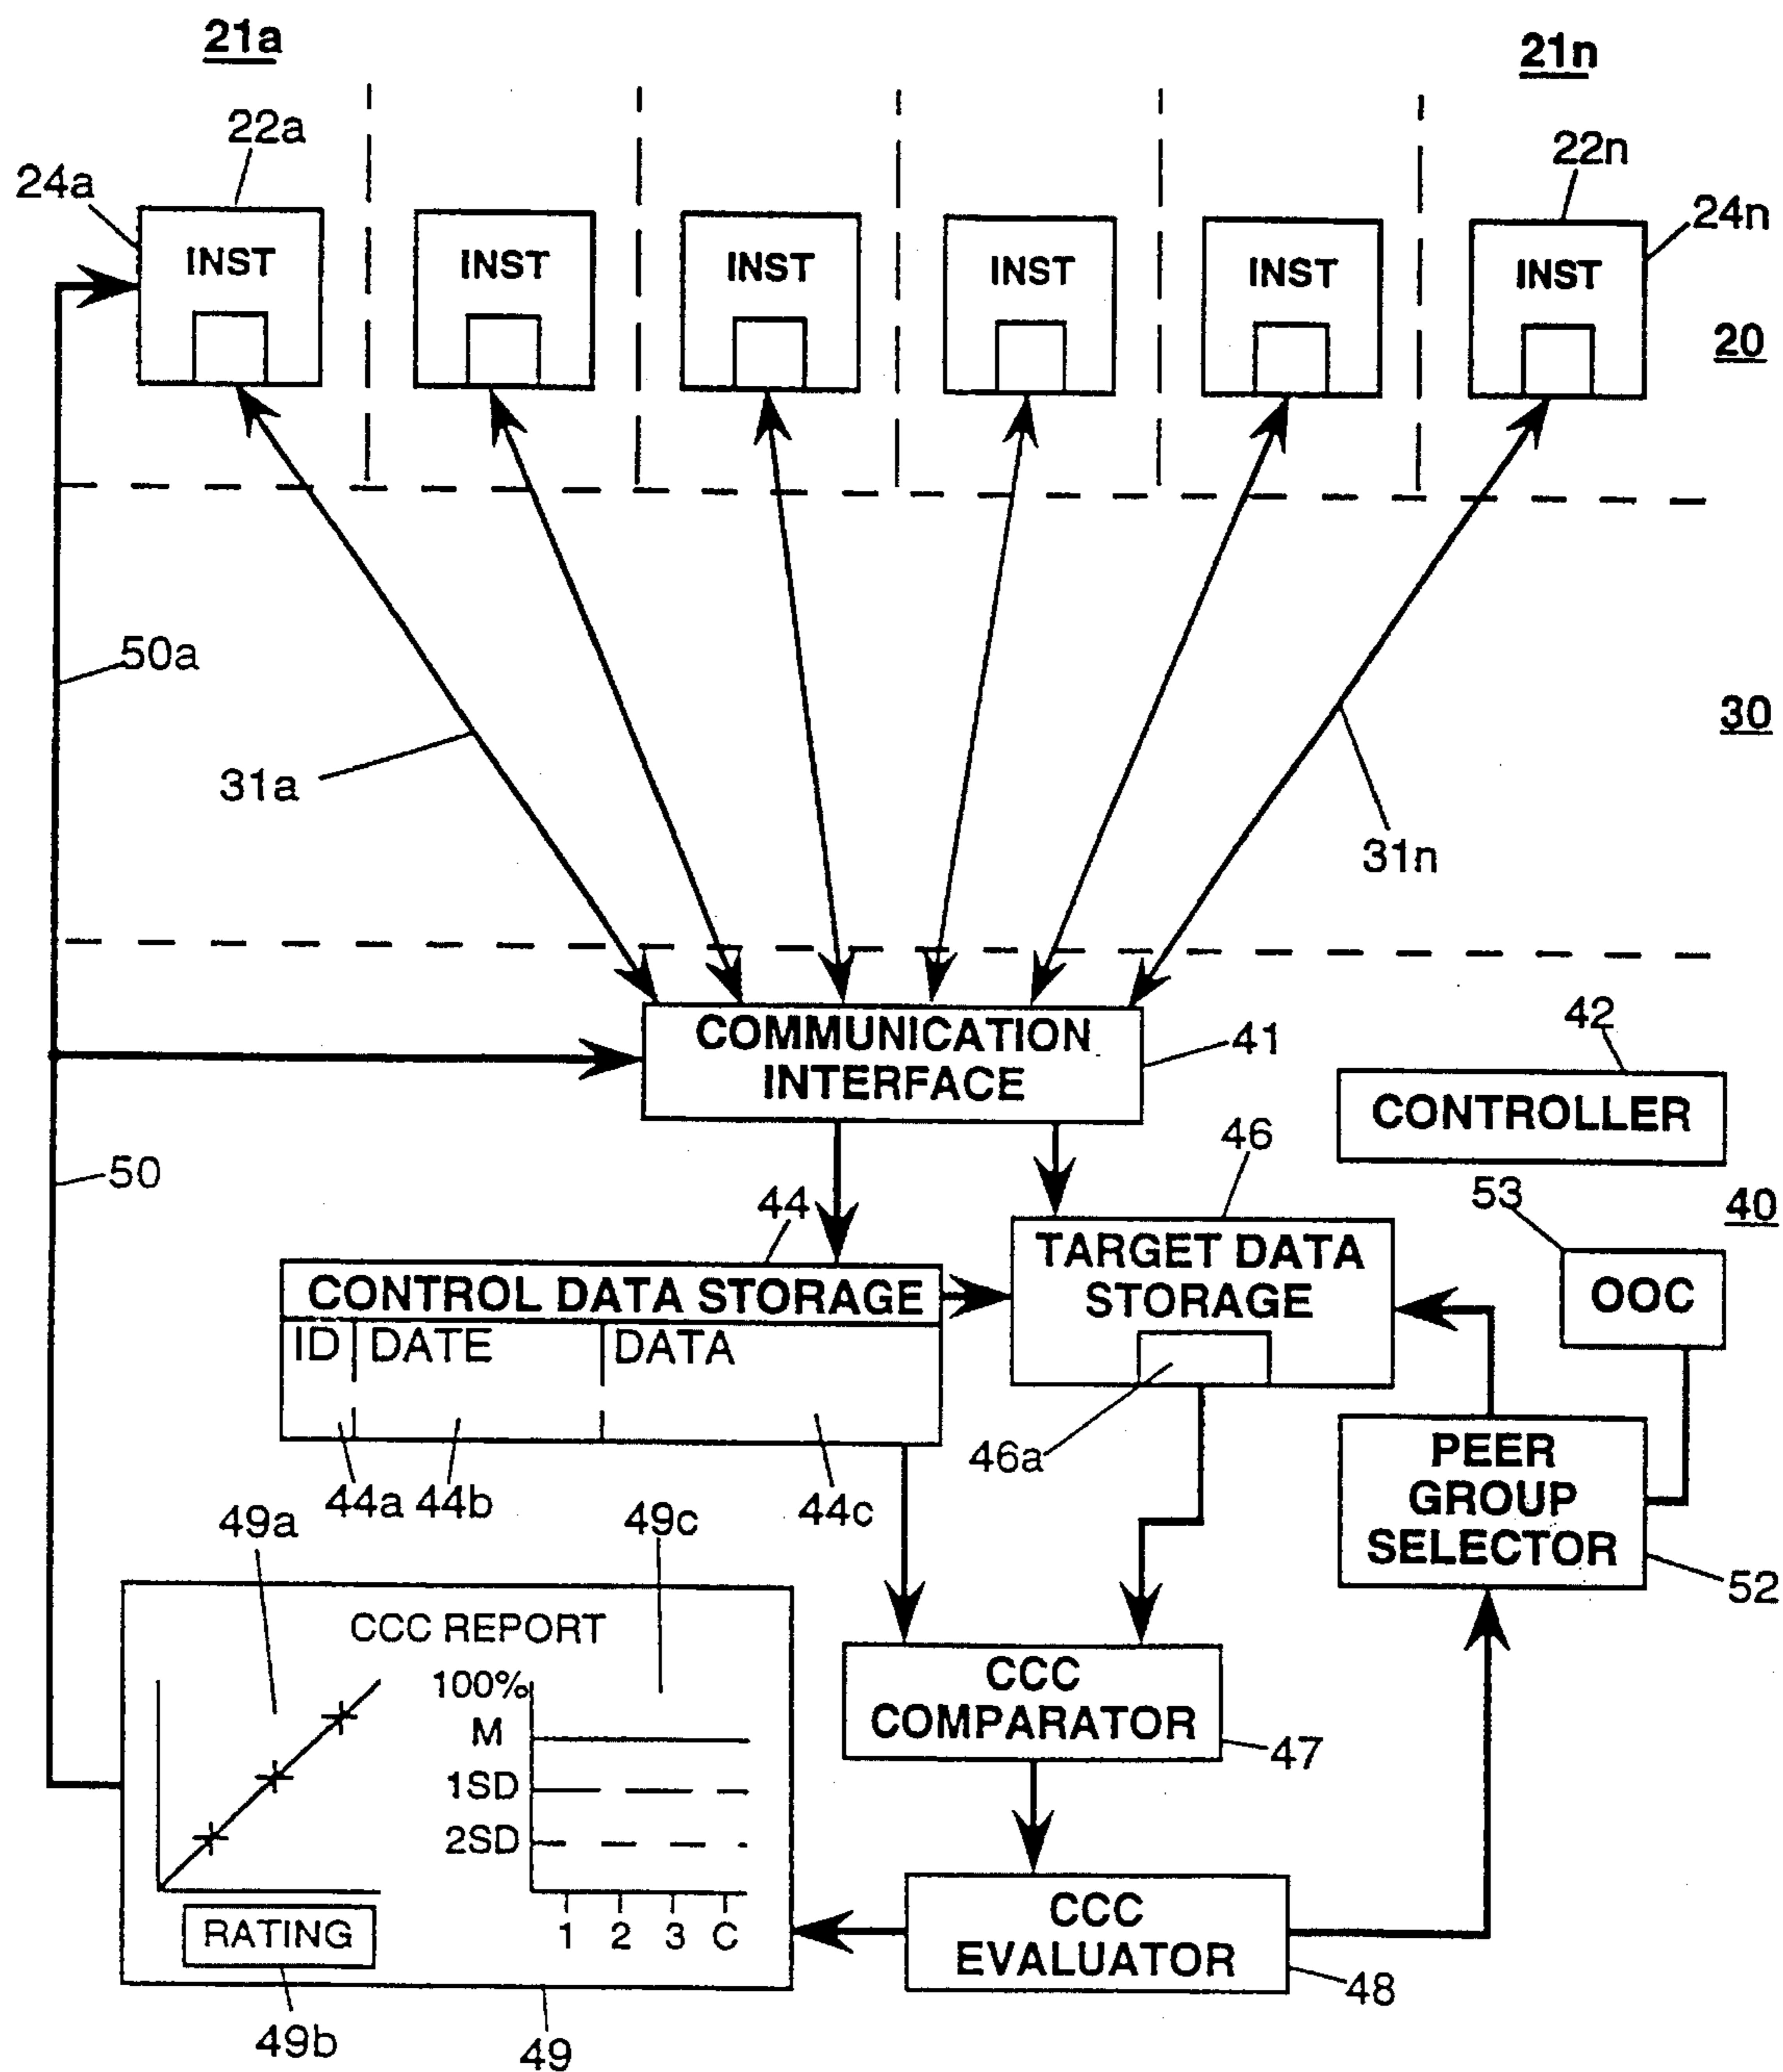 21a
21n
22a
22n
24a
24n
INST
INST
INST
INST
INST
INST
20
50a
30
31a
31n
COMMUNICATION
INTERFACE
41
42
CONTROLLER
50
44
46
53
40
CONTROL DATA STORAGE
TARGET DATA
STORAGE
OOC
ID
DATE
DATA
46a
PEER
GROUP
SELECTOR
44a
44b
44c
49a
49c
52
CCC REPORT
100%
M
1SD
2SD
1 2 3 C
RATING
CCC
COMPARATOR
47
CCC
EVALUATOR
48
49b
49